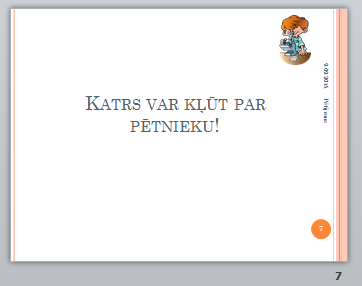 KATRS VAR KĻŪT PAR
PĒTNIEKU!
7
7